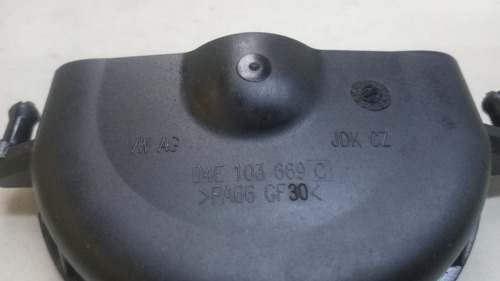 VW AG JDK CZ
04E 103 669 C
>PA66 GF30<